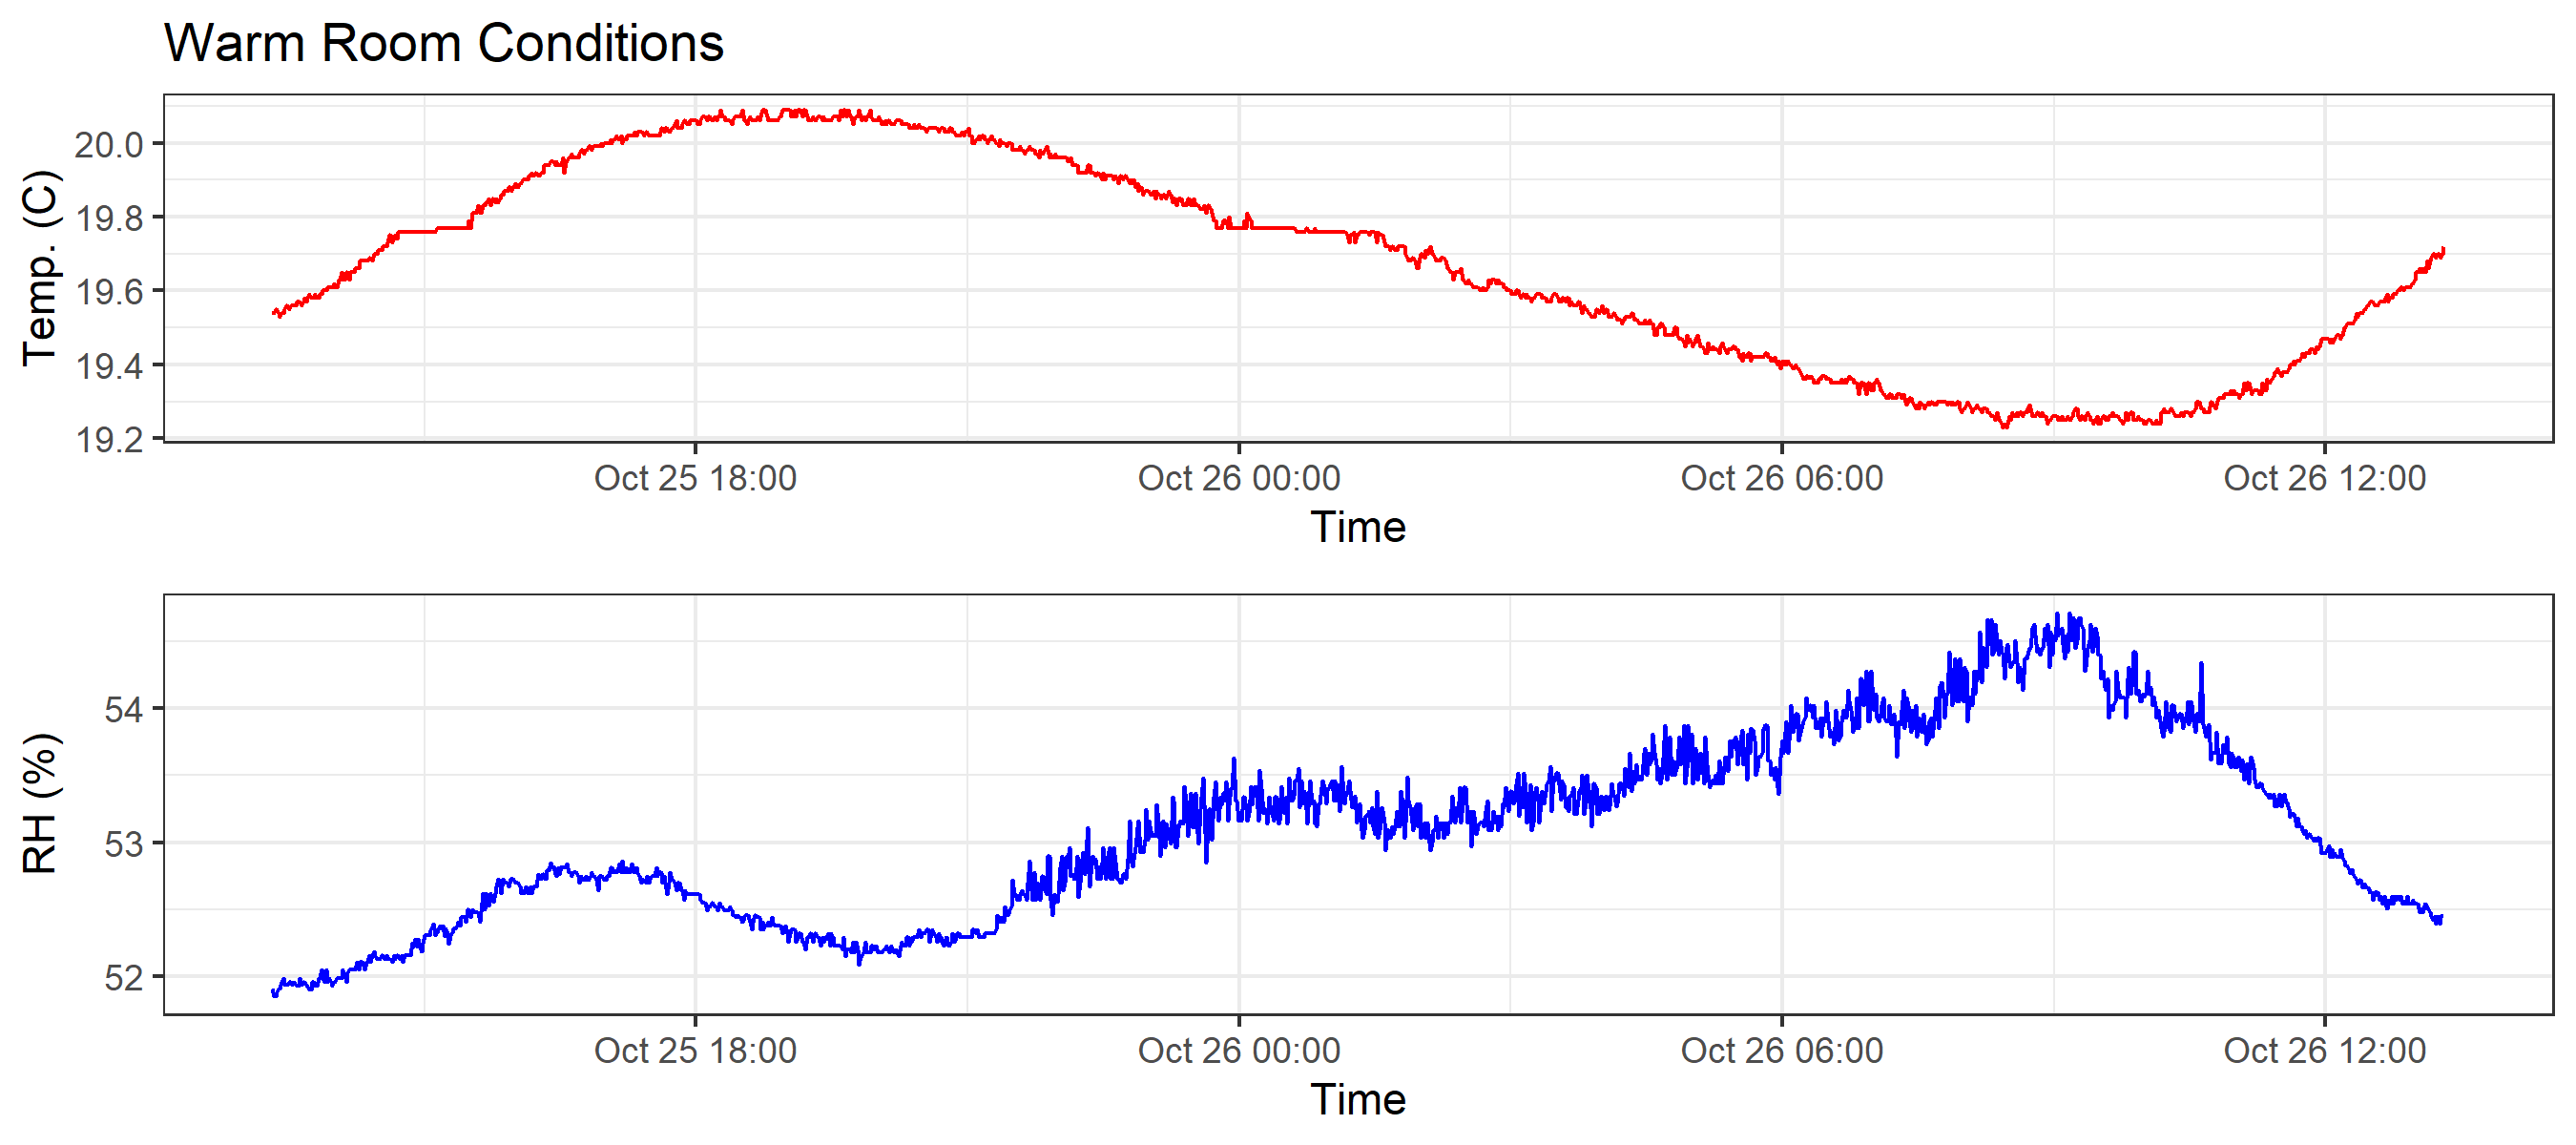 Warm Room Conditions
Temp. (C)
20.0
19.8
19.6
19.4
19.2
Oct 25 18:00 Oct 26 00:00 Oct 26 06:00 Oct 26 12:00
Time
RH (%)
54
53
52
Oct 25 18:00 Oct 26 00:00 Oct 26 06:00 Oct 26 12:00
Time